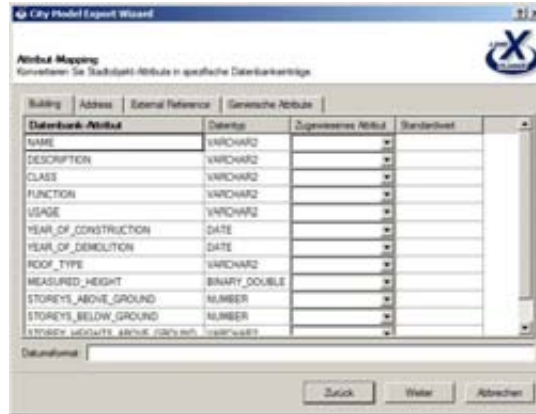 City Model Export Wizard
Attribut-Mapping
Konvertieren Sie Stadtobjekt-Attribute in spezifische Datenbankeinträge.
Building Address External Reference Generische Attribute
Datenbank-Attribut Datentyp Zugewiesenes Attribut Standardwert
NAME VARCHAR2
DESCRIPTION VARCHAR2
CLASS VARCHAR2
FUNCTION VARCHAR2
USAGE VARCHAR2
YEAR_OF_CONSTRUCTION DATE
YEAR_OF_DEMOLITION DATE
ROOF_TYPE VARCHAR2
MEASURED_HEIGHT BINARY_DOUBLE
STOREYS_ABOVE_GROUND NUMBER
STOREYS_BELOW_GROUND NUMBER
STOREY_HEIGHTS_ABOVE_GROUND VARCHAR2
Datumsformat
Zurück Weiter Abbrechen